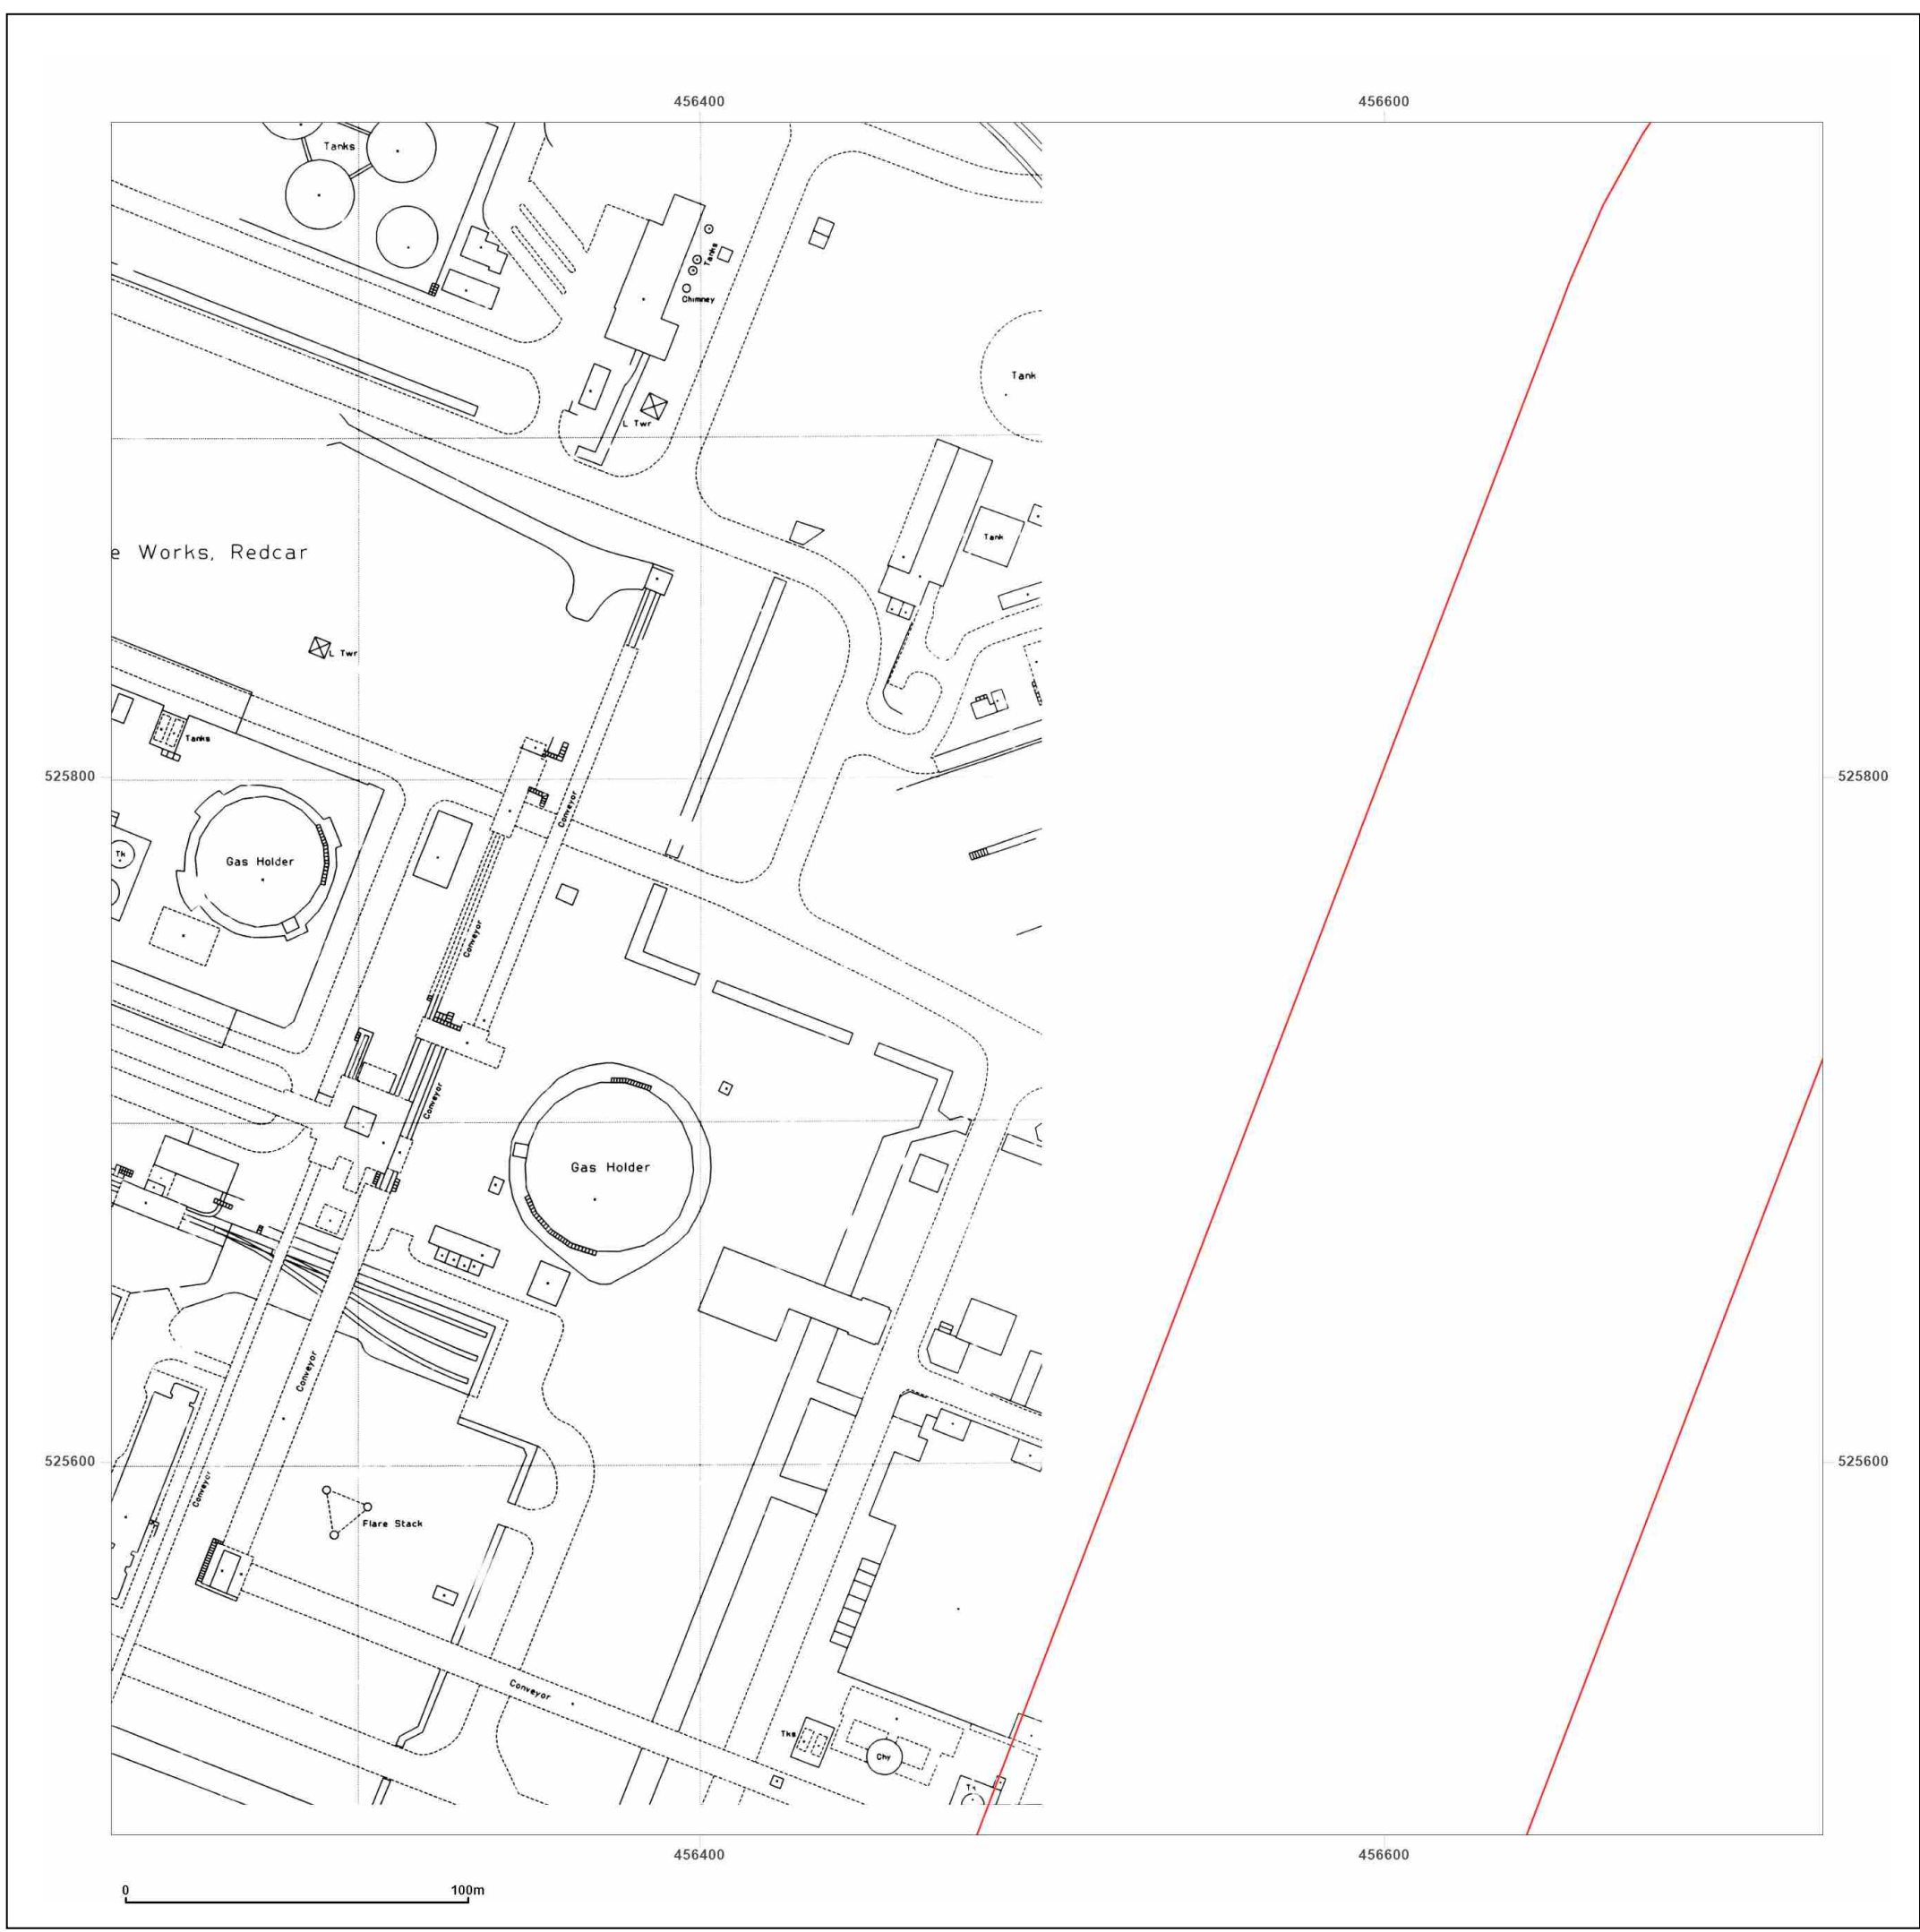 456400
456600
Tanks
Tanks
Chimney
L Twr
Tank
Tank
e Works, Redcar
L Twr
Tanks
525800
525800
Conveyor
Tk
Gas Holder
Conveyor
Conveyor
Gas Holder
Conveyor
525600
525600
Conveyor
Flare Stack
Conveyor
Tks
Chy
456400
456600
0
100m